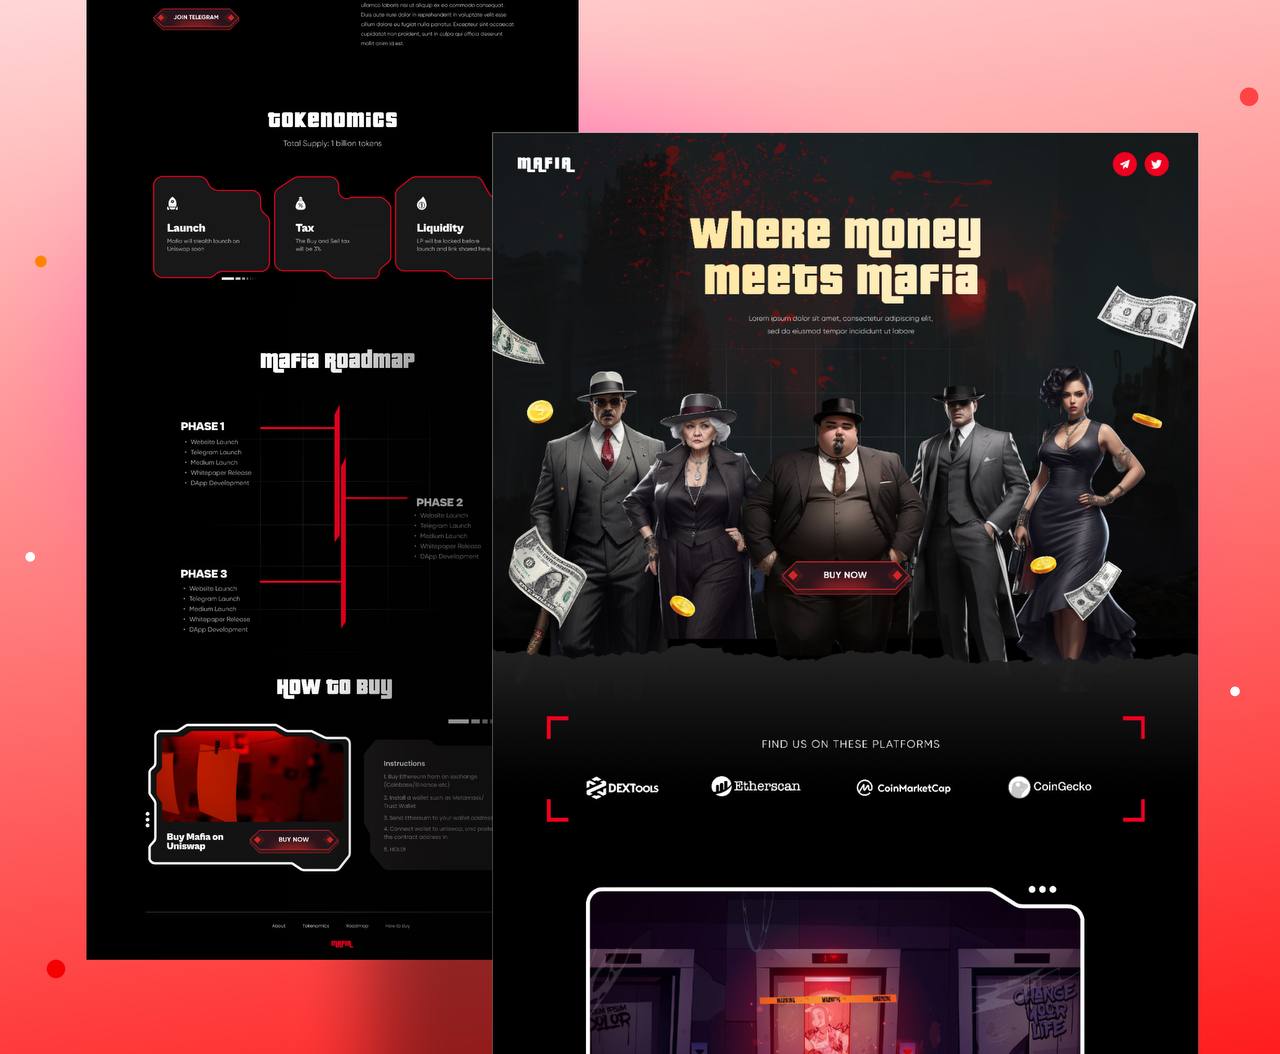 JOIN TELEGRAM
ullamco laboris nisi ut aliquip ex ea commodo consequat.
Duis aute irure dolor in reprehenderit in voluptate velit esse
cillum dolore eu fugiat nulla pariatur. Excepteur sint occaecat
cupidatat non proident, sunt in culpa qui officia deserunt
mollit anim id est.
Tokenomics
Total Supply: 1 billion tokens
Launch
Mafia will stealth launch on
Uniswap soon
Tax
The Buy and Sell tax
will be 3%
Liquidity
LP will be locked before
launch and link shared here.
Mafia Roadmap
PHASE 1
• Website Launch
• Telegram Launch
• Medium Launch
• Whitepaper Release
• DApp Development
PHASE 2
• Website Launch
• Telegram Launch
• Medium Launch
• Whitepaper Release
• DApp Development
PHASE 3
• Website Launch
• Telegram Launch
• Medium Launch
• Whitepaper Release
• DApp Development
How to Buy
Buy Mafia on
Uniswap
BUY NOW
Instructions
1. Buy Ethereum from an exchange
(Coinbase/Binance etc)
2. Install a wallet such as Metamask/
Trust Wallet
3. Send Ethereum to your wallet address
4. Connect wallet to uniswap, and paste
the contract address in
5. HOLD!
About Tokenomics Roadmap How to Buy
MAFIA
MAFIA
Where money
meets mafia
Lorem ipsum dolor sit amet, consectetur adipiscing elit,
sed do eiusmod tempor incididunt ut labore
BUY NOW
FIND US ON THESE PLATFORMS
DEXTools Etherscan CoinMarketCap CoinGecko
WARNING WARNING WARNING
DOLOR
CHANGE
YOUR
LIFE